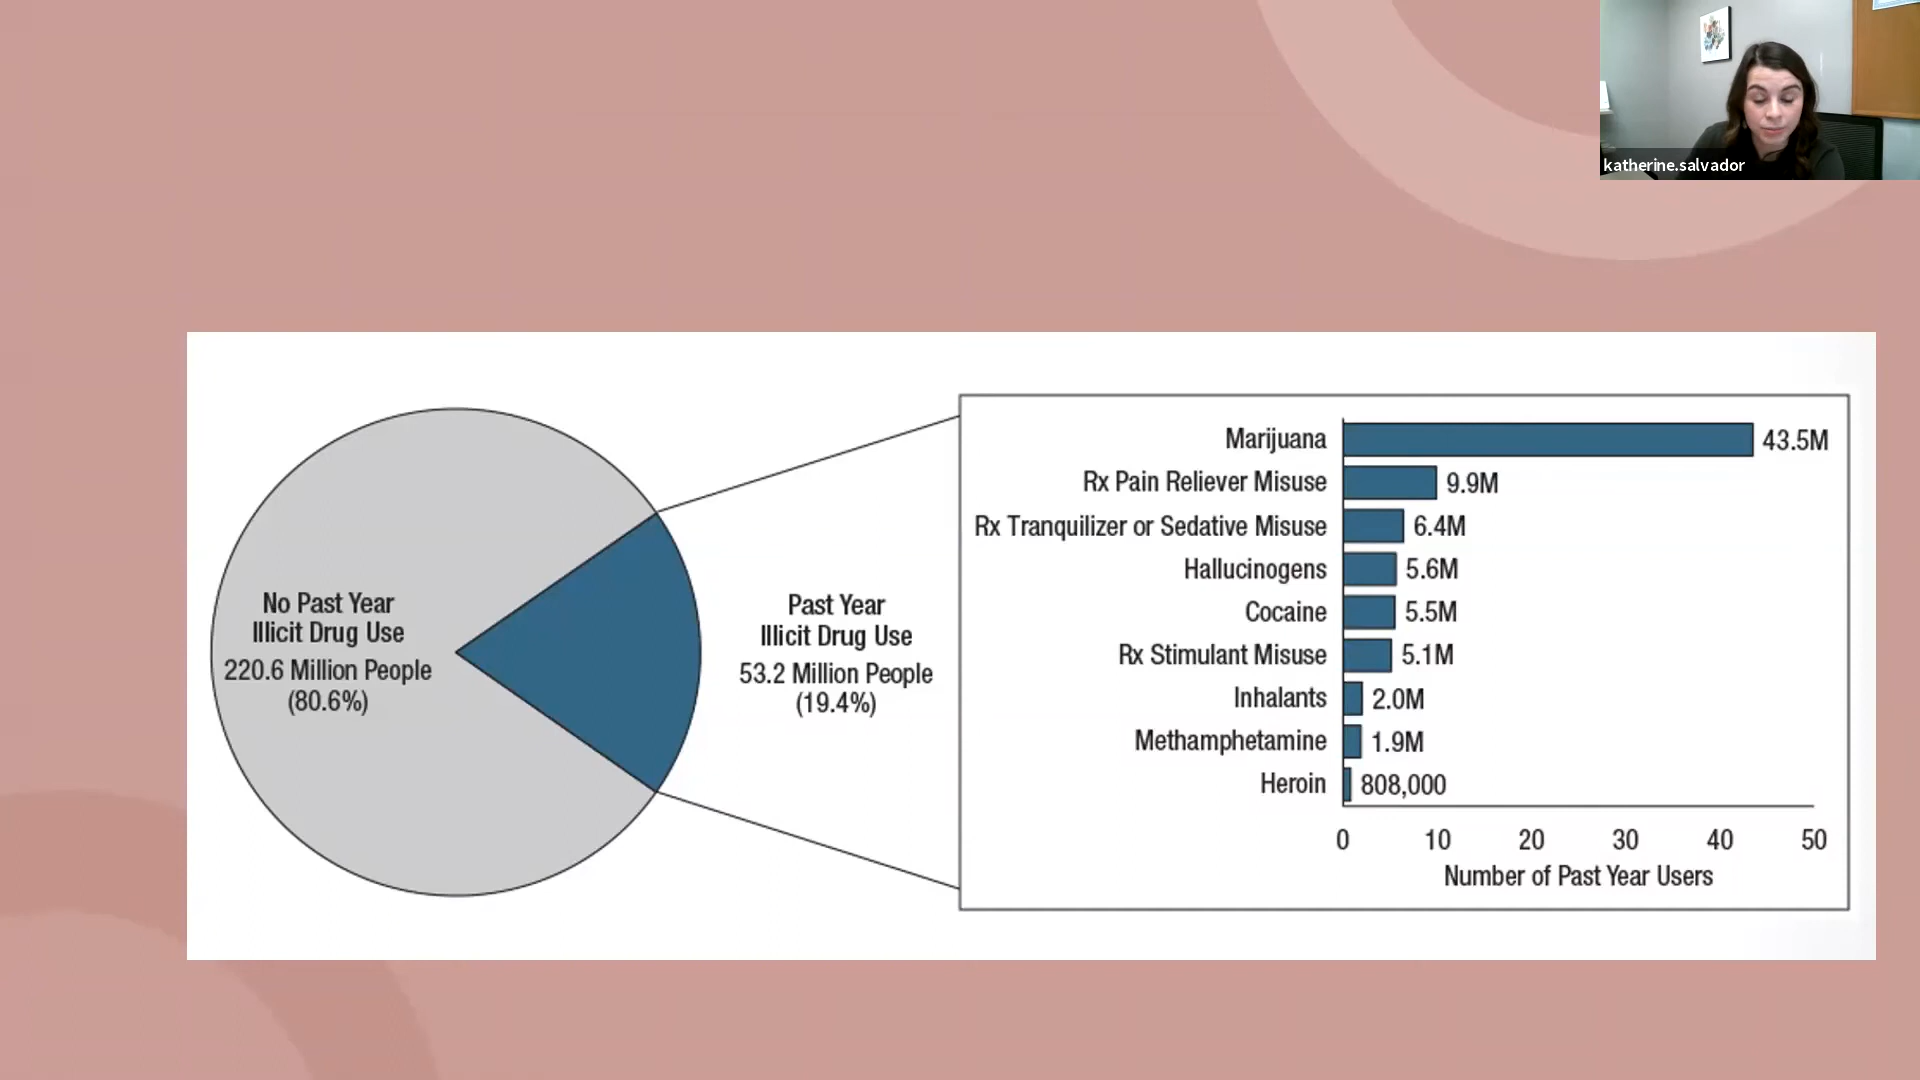 katherine.salvador
No Past Year
Illicit Drug Use
220.6 Million People
(80.6%)
Past Year
Illicit Drug Use
53.2 Million People
(19.4%)
Marijuana 43.5M
Rx Pain Reliever Misuse 9.9M
Rx Tranquilizer or Sedative Misuse 6.4M
Hallucinogens 5.6M
Cocaine 5.5M
Rx Stimulant Misuse 5.1M
Inhalants 2.0M
Methamphetamine 1.9M
Heroin 808,000
0 10 20 30 40 50
Number of Past Year Users